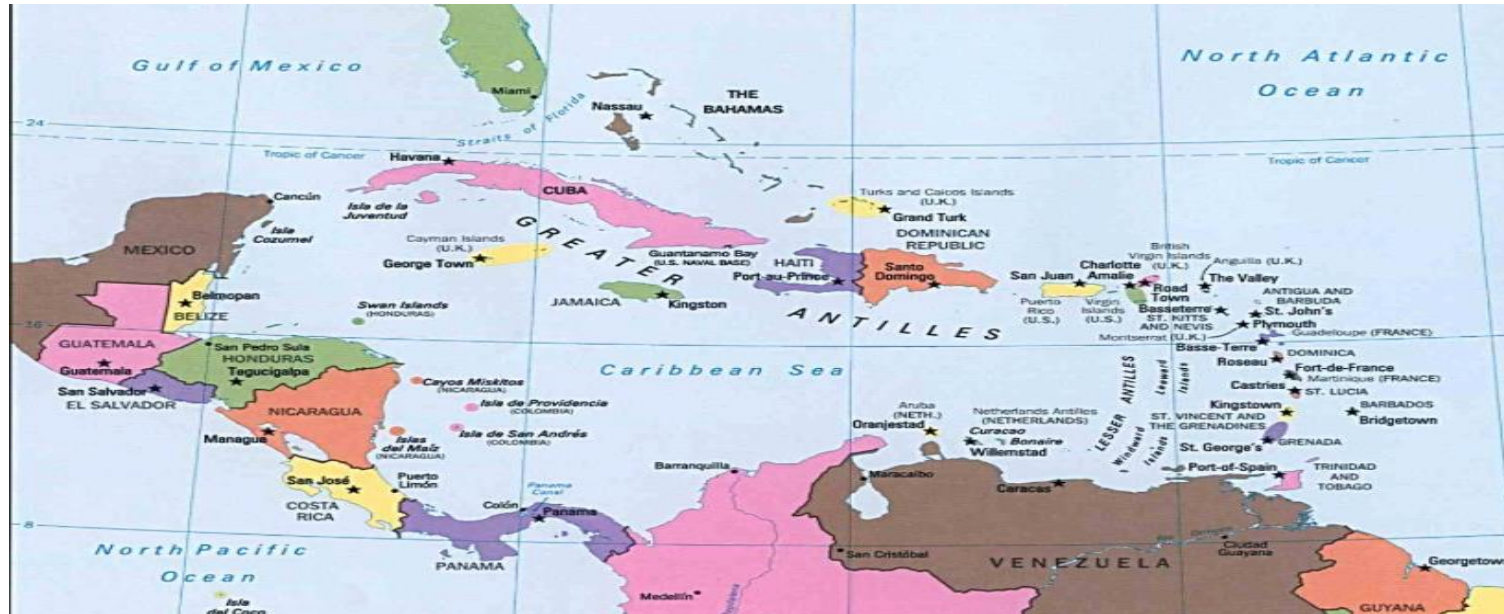 Gulf of Mexico
North Atlantic
Ocean
Miami
THE
BAHAMAS
Nassau
24
Straits of Florida
Tropic of Cancer
Tropic of Cancer
Havana
Cancún
CUBA
Isla de la
Juventud
Turks and Caicos Islands
(U.K.)
Grand Turk
Isla
Cozumel
MEXICO
Cayman Islands
(U.K.)
George Town
GREATER
Guantanamo Bay
(U.S. NAVAL BASE)
DOMINICAN
REPUBLIC
HAITI
Port-au-Prince
Santo
Domingo
San Juan
Charlotte
Amalie
British
Virgin Islands
(U.K.)
Anguilla (U.K.)
The Valley
Road
Town
Belmopan
BELIZE
JAMAICA
Kingston
ANTILLES
Puerto
Rico
(U.S.)
Virgin
Islands
(U.S.)
Basseterre
ST. KITTS
AND NEVIS
ANTIGUA AND
BARBUDA
St. John's
Plymouth
Montserrat (U.K.)
Swan Islands
(HONDURAS)
16
Guadeloupe (FRANCE)
Basse-Terre
GUATEMALA
Guatemala
San Pedro Sula
HONDURAS
Tegucigalpa
Caribbean Sea
Roseau
DOMINICA
Fort-de-France
Martinique (FRANCE)
San Salvador
EL SALVADOR
Cayos Miskitos
(NICARAGUA)
Castries
ST. LUCIA
NICARAGUA
Isla de Providencia
(COLOMBIA)
LESSER ANTILLES
Leeward
Islands
Windward
Islands
Aruba
(NETH.)
Oranjestad
Netherlands Antilles
(NETHERLANDS)
Curacao
Bonaire
Willemstad
Kingstown
ST. VINCENT AND
THE GRENADINES
BARBADOS
Bridgetown
Managua
Islas
del Maíz
(NICARAGUA)
Isla de San Andrés
(COLOMBIA)
St. George's
GRENADA
Barranquilla
Maracaibo
Caracas
Port-of-Spain
TRINIDAD
AND
TOBAGO
San José
COSTA
RICA
Puerto
Limón
Colón
Panama
Canal
Panama
8
North Pacific
Ocean
PANAMA
San Cristóbal
VENEZUELA
Ciudad
Guayana
Georgetown
Isla
del Coco
Medellín
GUYANA